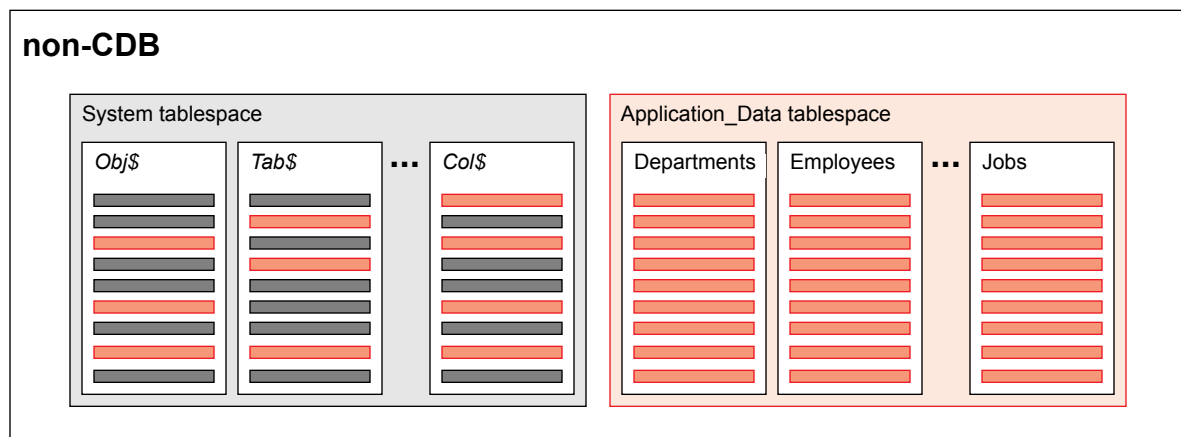 non-CDB
System tablespace
Application_Data tablespace
Obj$
Tab$
...
Col$
Departments
Employees
...
Jobs